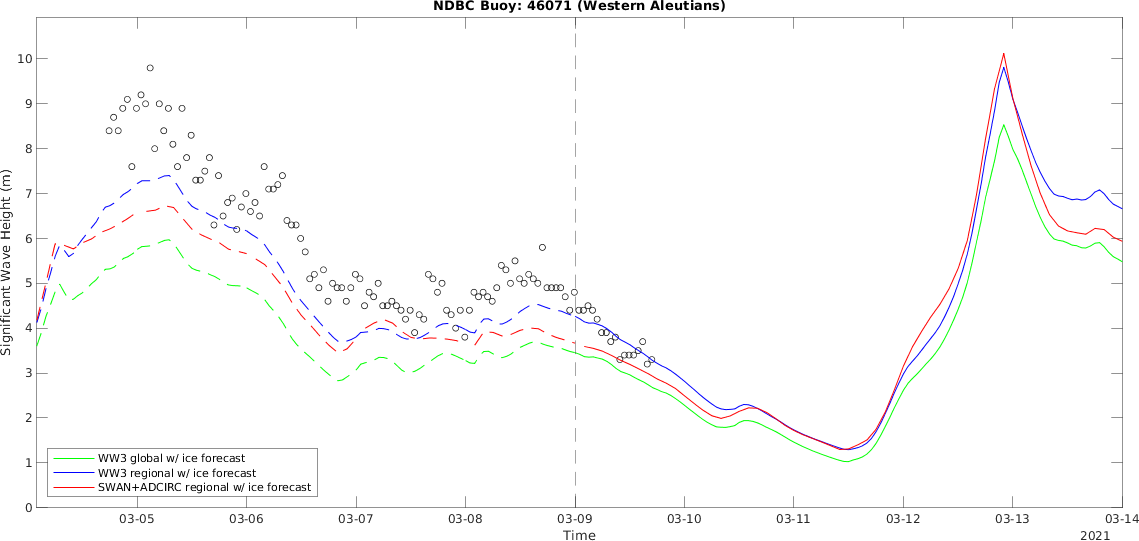 NDBC Buoy: 46071 (Western Aleutians)
10
9
8
7
6
5
4
3
2
1
0
Significant Wave Height (m)
WW3 global w/ ice forecast
WW3 regional w/ ice forecast
SWAN+ADCIRC regional w/ ice forecast
03-05 03-06 03-07 03-08 03-09 03-10 03-11 03-12 03-13 03-14
Time
2021